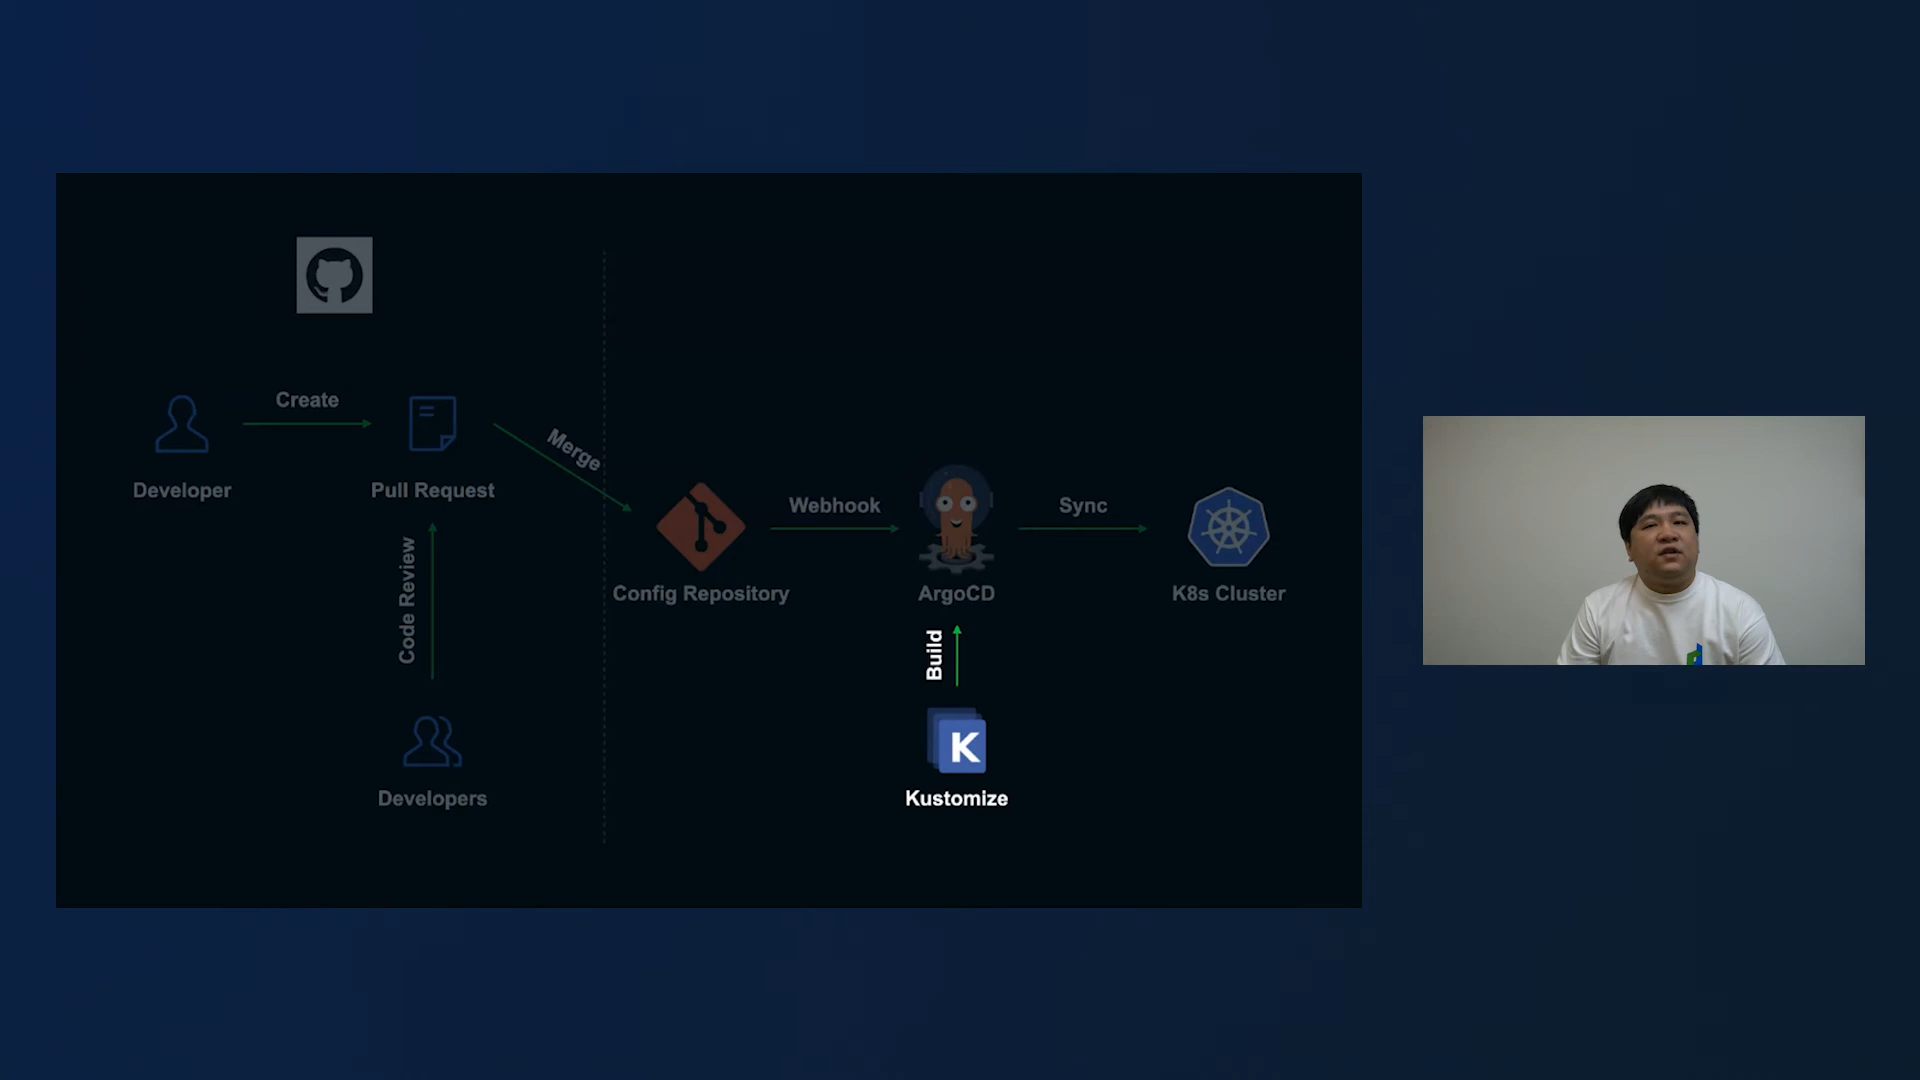 Create
Merge
Developer
Pull Request
Webhook
Sync
Code Review
Config Repository
ArgoCD
K8s Cluster
Build
K
Developers
Kustomize